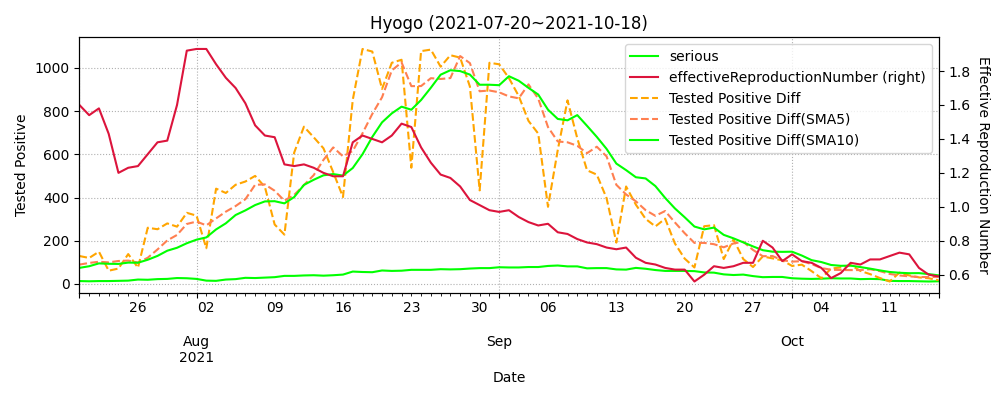 Hyogo (2021-07-20~2021-10-18)
Tested Positive
1000
800
600
400
200
0
serious
effectiveReproductionNumber (right)
Tested Positive Diff
Tested Positive Diff(SMA5)
Tested Positive Diff(SMA10)
1.8
1.6
1.4
1.2
1.0
0.8
0.6
Effective Reproduction Number
26 02 09 16 23 30 06 13 20 27 04 11
Aug Sep Oct
2021
Date